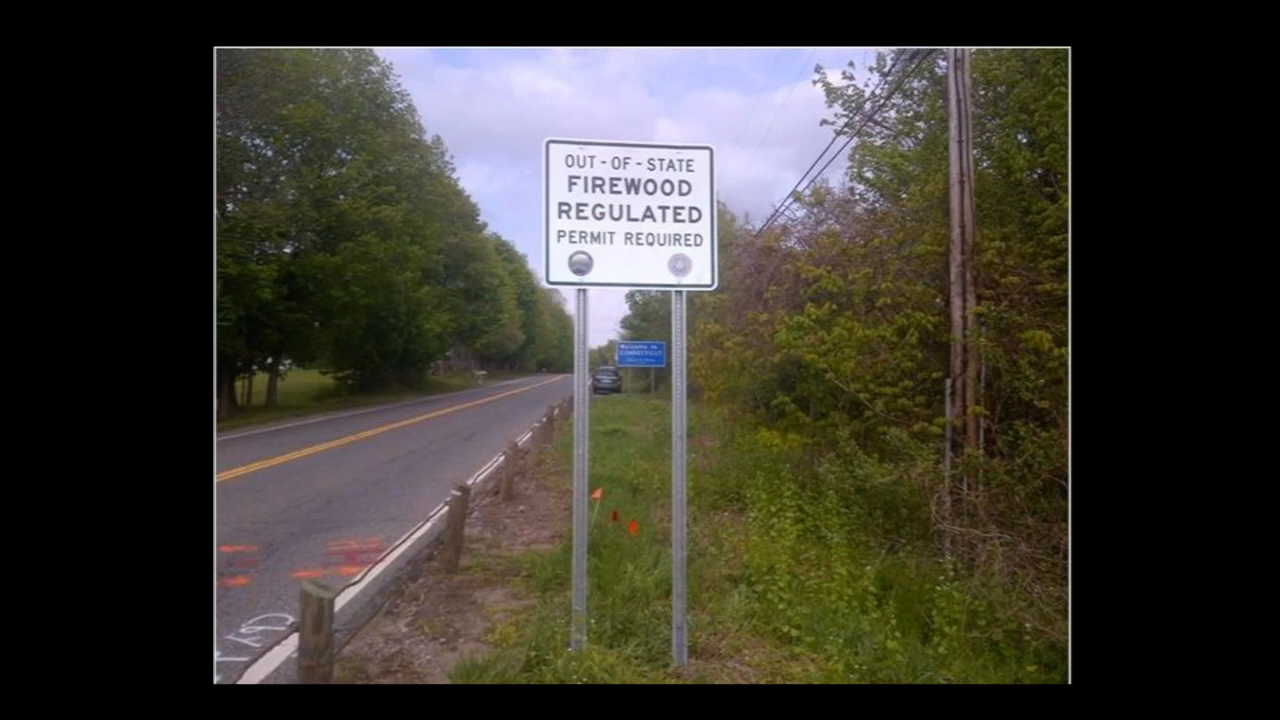 OUT-OF-STATE
FIREWOOD
REGULATED
PERMIT REQUIRED
Welcome to
CONNECTICUT